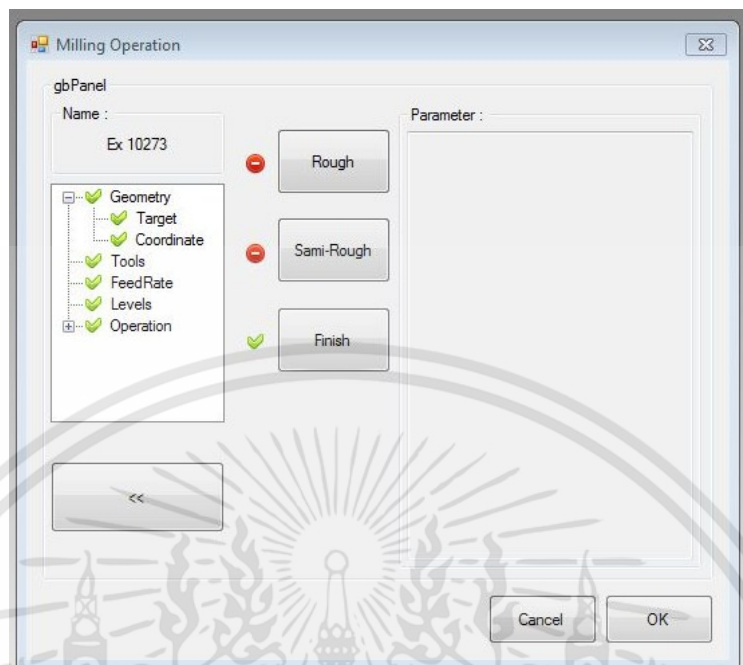 Milling Operation
gbPanel
Name :
Ex 10273
Geometry
Target
Coordinate
Tools
FeedRate
Levels
Operation
<<
Rough
Sami-Rough
Finish
Parameter :
Cancel
OK